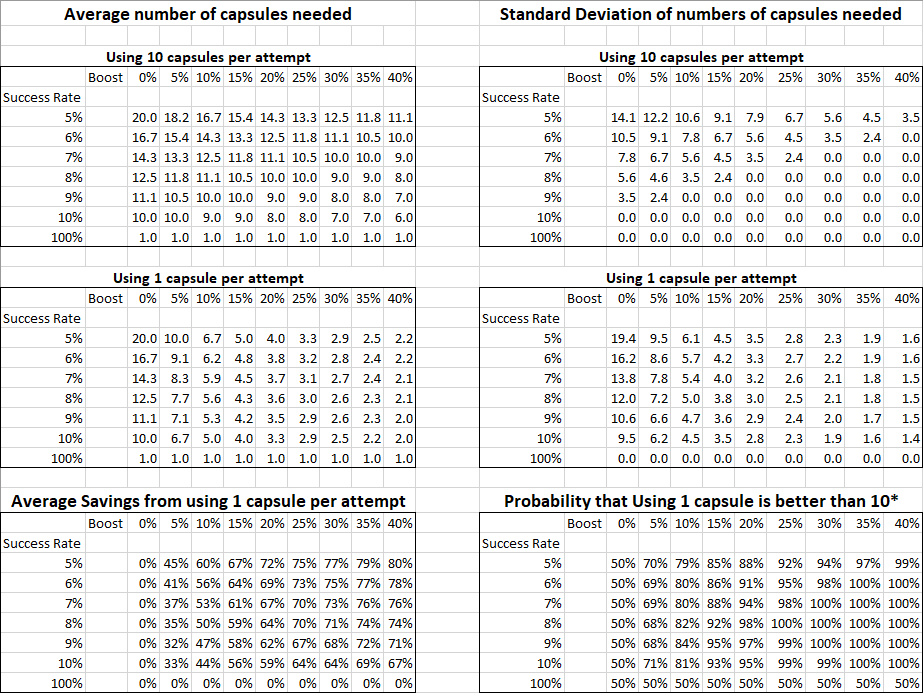 Average number of capsules needed Standard Deviation of numbers of capsules needed
Using 10 capsules per attempt Using 10 capsules per attempt
Boost 0% 5% 10% 15% 20% 25% 30% 35% 40% Boost 0% 5% 10% 15% 20% 25% 30% 35% 40%
Success Rate Success Rate
5% 20.0 18.2 16.7 15.4 14.3 13.3 12.5 11.8 11.1 5% 14.1 12.2 10.6 9.1 7.9 6.7 5.6 4.5 3.5
6% 16.7 15.4 14.3 13.3 12.5 11.8 11.1 10.5 10.0 6% 10.5 9.1 7.8 6.7 5.6 4.5 3.5 2.4 0.0
7% 14.3 13.3 12.5 11.8 11.1 10.5 10.0 10.0 9.0 7% 7.8 6.7 5.6 4.5 3.5 2.4 0.0 0.0 0.0
8% 12.5 11.8 11.1 10.5 10.0 10.0 9.0 9.0 8.0 8% 5.6 4.6 3.5 2.4 0.0 0.0 0.0 0.0 0.0
9% 11.1 10.5 10.0 10.0 9.0 9.0 8.0 8.0 7.0 9% 3.5 2.4 0.0 0.0 0.0 0.0 0.0 0.0 0.0
10% 10.0 10.0 9.0 9.0 8.0 8.0 7.0 7.0 6.0 10% 0.0 0.0 0.0 0.0 0.0 0.0 0.0 0.0 0.0
100% 1.0 1.0 1.0 1.0 1.0 1.0 1.0 1.0 1.0 100% 0.0 0.0 0.0 0.0 0.0 0.0 0.0 0.0 0.0
Using 1 capsule per attempt Using 1 capsule per attempt
Boost 0% 5% 10% 15% 20% 25% 30% 35% 40% Boost 0% 5% 10% 15% 20% 25% 30% 35% 40%
Success Rate Success Rate
5% 20.0 10.0 6.7 5.0 4.0 3.3 2.9 2.5 2.2 5% 19.4 9.5 6.1 4.5 3.5 2.8 2.3 1.9 1.6
6% 16.7 9.1 6.2 4.8 3.8 3.2 2.8 2.4 2.2 6% 16.2 8.6 5.7 4.2 3.3 2.7 2.2 1.9 1.6
7% 14.3 8.3 5.9 4.5 3.7 3.1 2.7 2.4 2.1 7% 13.8 7.8 5.4 4.0 3.2 2.6 2.1 1.8 1.5
8% 12.5 7.7 5.6 4.3 3.6 3.0 2.6 2.3 2.1 8% 12.0 7.2 5.0 3.8 3.0 2.5 2.1 1.8 1.5
9% 11.1 7.1 5.3 4.2 3.5 2.9 2.6 2.3 2.0 9% 10.6 6.6 4.7 3.6 2.9 2.4 2.0 1.7 1.5
10% 10.0 6.7 5.0 4.0 3.3 2.9 2.5 2.2 2.0 10% 9.5 6.2 4.5 3.5 2.8 2.3 1.9 1.6 1.4
100% 1.0 1.0 1.0 1.0 1.0 1.0 1.0 1.0 1.0 100% 0.0 0.0 0.0 0.0 0.0 0.0 0.0 0.0 0.0
Average Savings from using 1 capsule per attempt Probability that Using 1 capsule is better than 10*
Boost 0% 5% 10% 15% 20% 25% 30% 35% 40% Boost 0% 5% 10% 15% 20% 25% 30% 35% 40%
Success Rate Success Rate
5% 0% 45% 60% 67% 72% 75% 77% 79% 80% 5% 50% 70% 79% 85% 88% 92% 94% 97% 99%
6% 0% 41% 56% 64% 69% 73% 75% 77% 78% 6% 50% 69% 80% 86% 91% 95% 98% 100% 100%
7% 0% 37% 53% 61% 67% 70% 73% 76% 76% 7% 50% 69% 80% 88% 94% 98% 100% 100% 100%
8% 0% 35% 50% 59% 64% 70% 71% 74% 74% 8% 50% 68% 82% 92% 98% 100% 100% 100% 100%
9% 0% 32% 47% 58% 62% 67% 68% 72% 71% 9% 50% 68% 84% 95% 97% 99% 100% 100% 100%
10% 0% 33% 44% 56% 59% 64% 64% 69% 67% 10% 50% 71% 81% 93% 95% 99% 99% 100% 100%
100% 0% 0% 0% 0% 0% 0% 0% 0% 0% 100% 50% 50% 50% 50% 50% 50% 50% 50% 50%